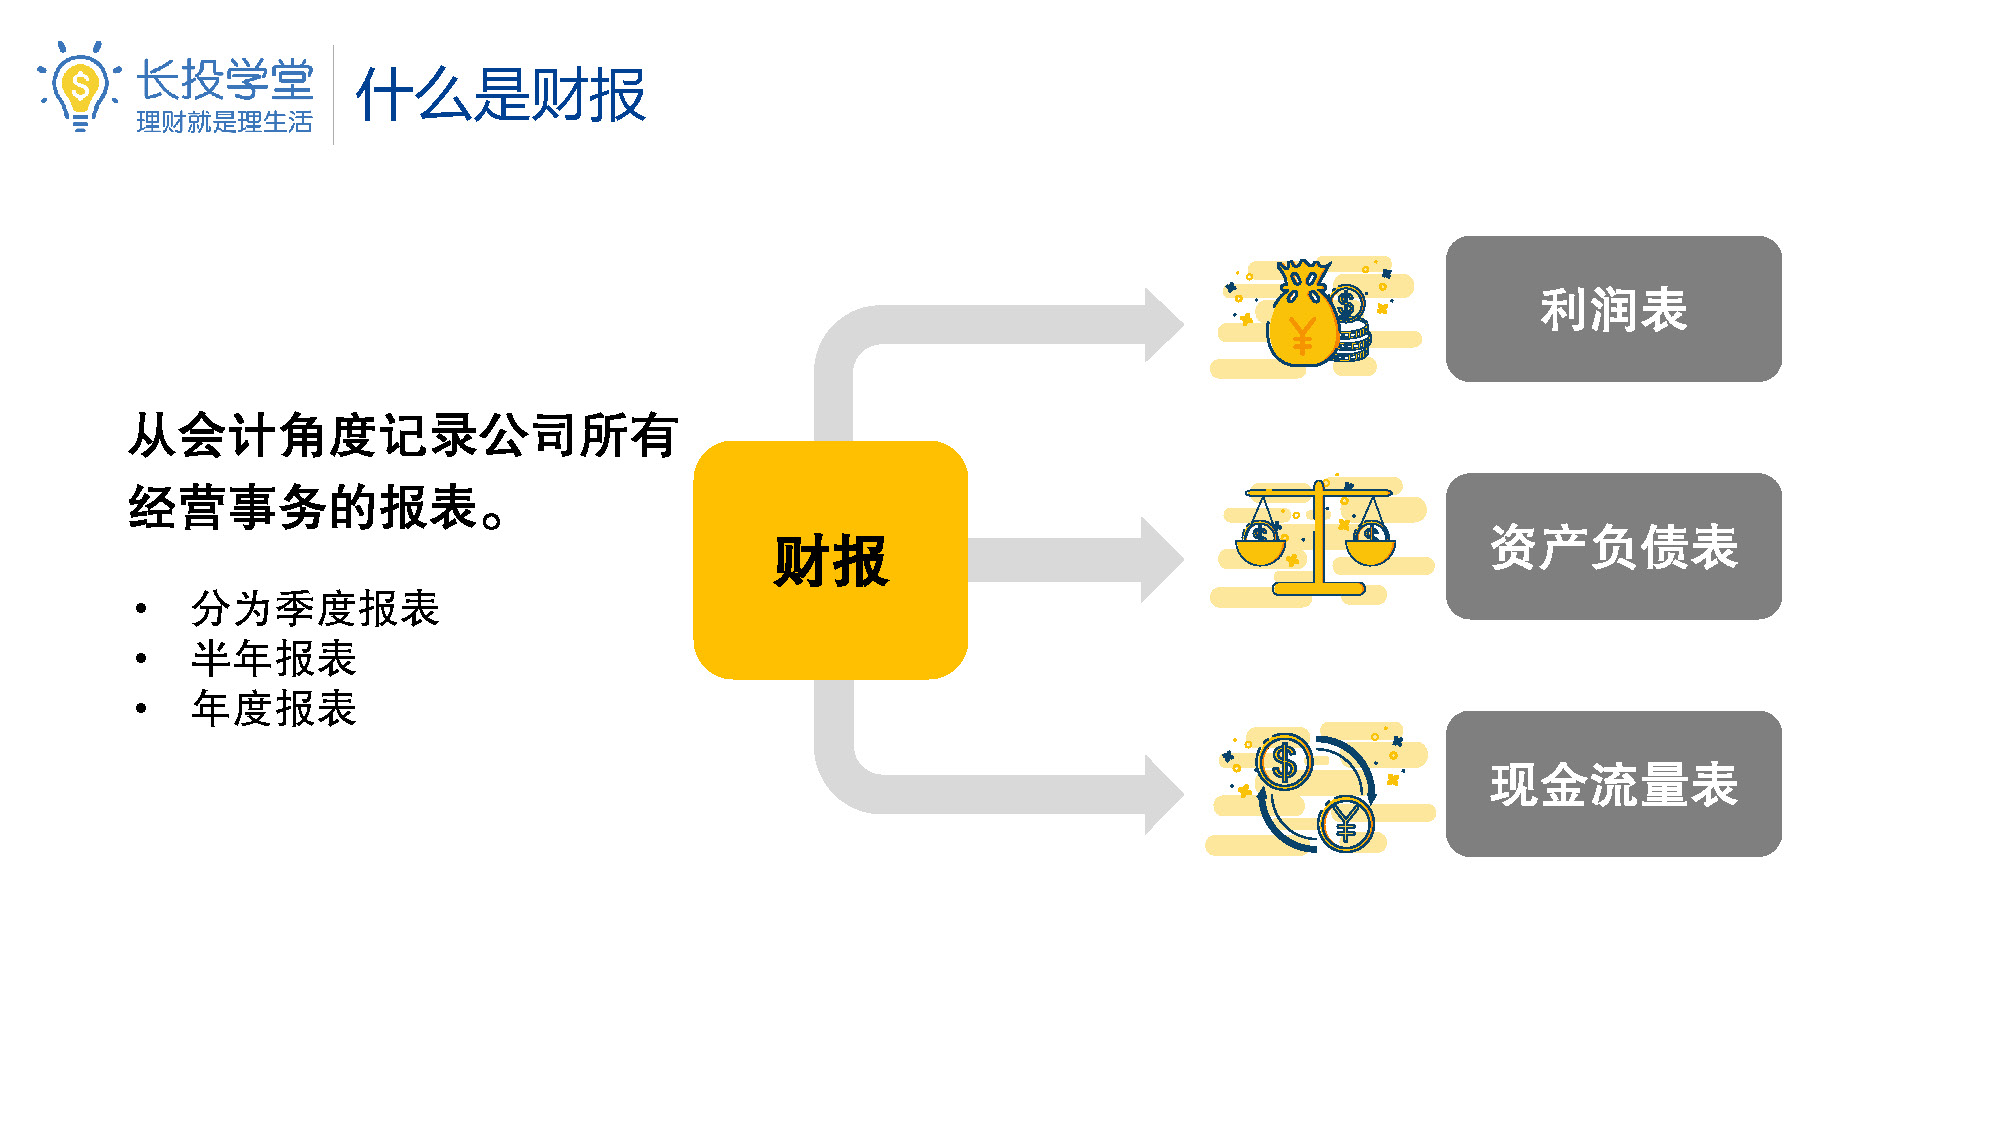 长投学堂
理财就是理生活
什么是财报
从会计角度记录公司所有
经营事务的报表。
• 分为季度报表
• 半年报表
• 年度报表
财报
利润表
资产负债表
现金流量表